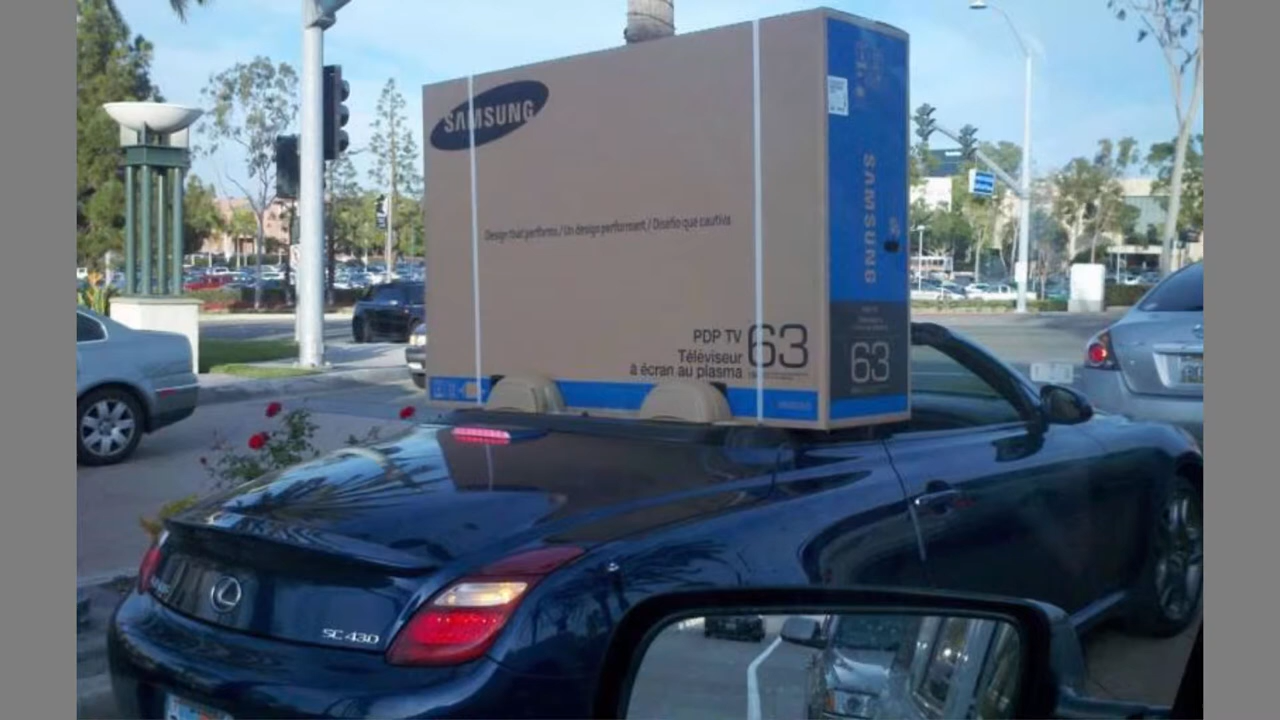 SAMSUNG
Design that performs / Un design performant / Diseño que cautiva
PDP TV 63
Téléviseur
à écran au plasma
SAMSUNG
63
SC 430